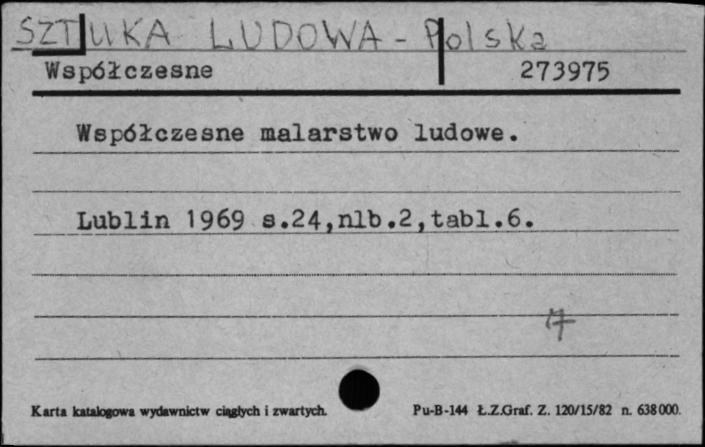 SZTUKA LUDOWA - Polska
Współczesne 273975
Współczesne malarstwo ludowe.
Lublin 1969 s.24,nlb.2,tabl.6.
Karta katalogowa wydawnictw ciągłych i zwartych. Pu-B-144 Ł.Z.Graf. Z. 120/15/82 n. 638000.